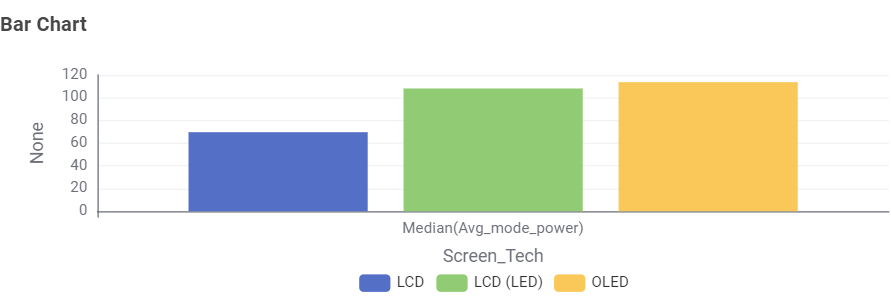 Bar Chart
120
100
80
60
40
20
0
None
Median(Avg_mode_power)
Screen_Tech
LCD LCD (LED) OLED